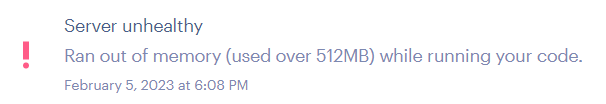 Server unhealthy
Ran out of memory (used over 512MB) while running your code.
February 5, 2023 at 6:08 PM